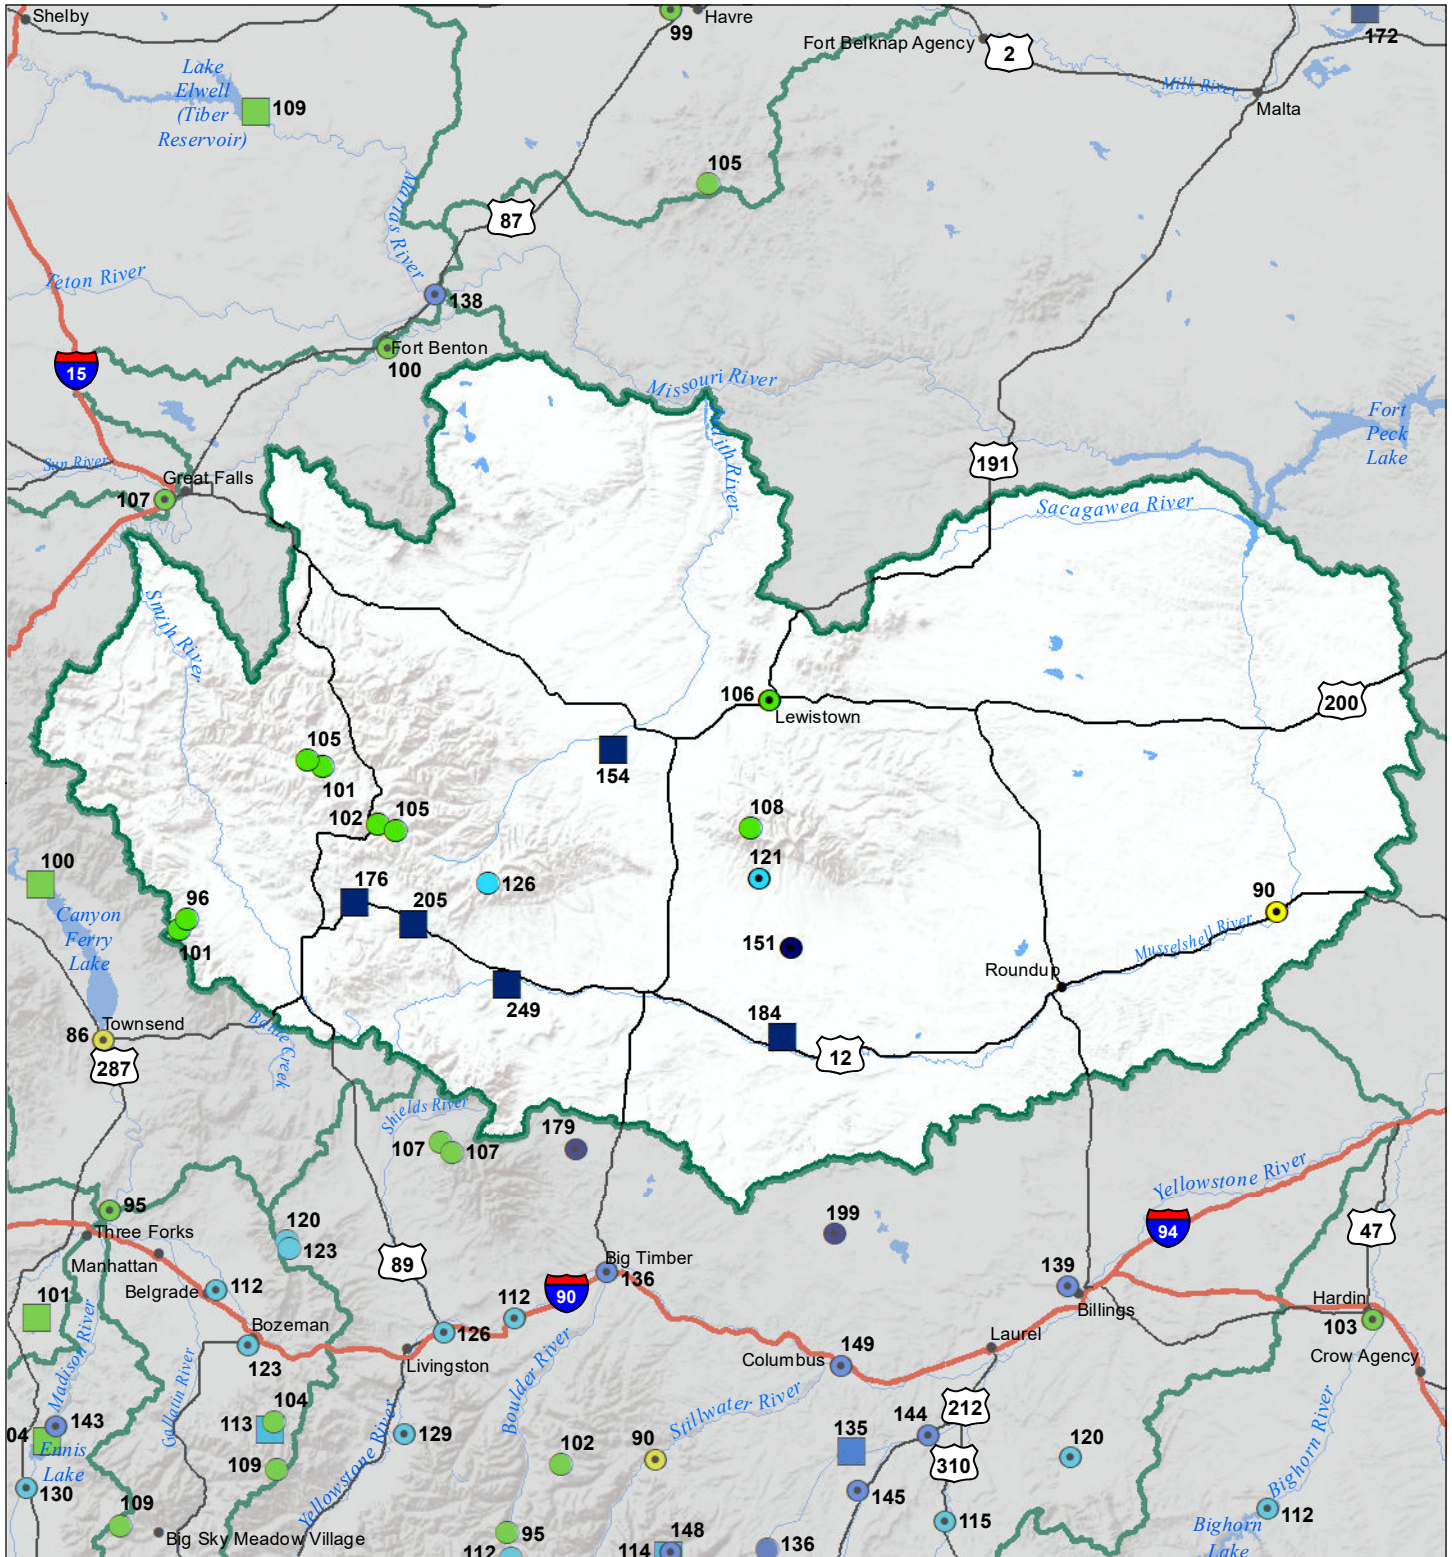 Shelby
99
Havre
Fort Belknap Agency
2
172
Lake
Elwell
(Tiber
Reservoir)
109
Milk River
Malta
105
Marias River
87
Teton River
138
15
Fort Benton
100
Missouri River
Judith River
Fort
Peck
Lake
191
Sun River
Great Falls
107
Sacagawea River
Smith River
106
Lewistown
200
105
101
154
102
105
108
100
176
205
126
121
96
101
90
Canyon
Ferry
Lake
151
Musselshell River
Roundup
249
184
12
86
Townsend
287
Battle Creek
Shields River
107
107
179
95
Three Forks
120
123
199
Yellowstone River
94
47
Manhattan
Belgrade
112
89
Big Timber
136
90
139
Billings
Hardin
103
101
Madison River
Bozeman
123
126
112
Livingston
Boulder River
Columbus
149
Laurel
Crow Agency
Gallatin River
104
113
143
04
Ennis
Lake
130
109
129
Yellowstone River
102
90
Stillwater River
135
144
212
310
120
Bighorn River
109
Big Sky Meadow Village
95
112
148
114
136
145
115
112
Bighorn
Lake